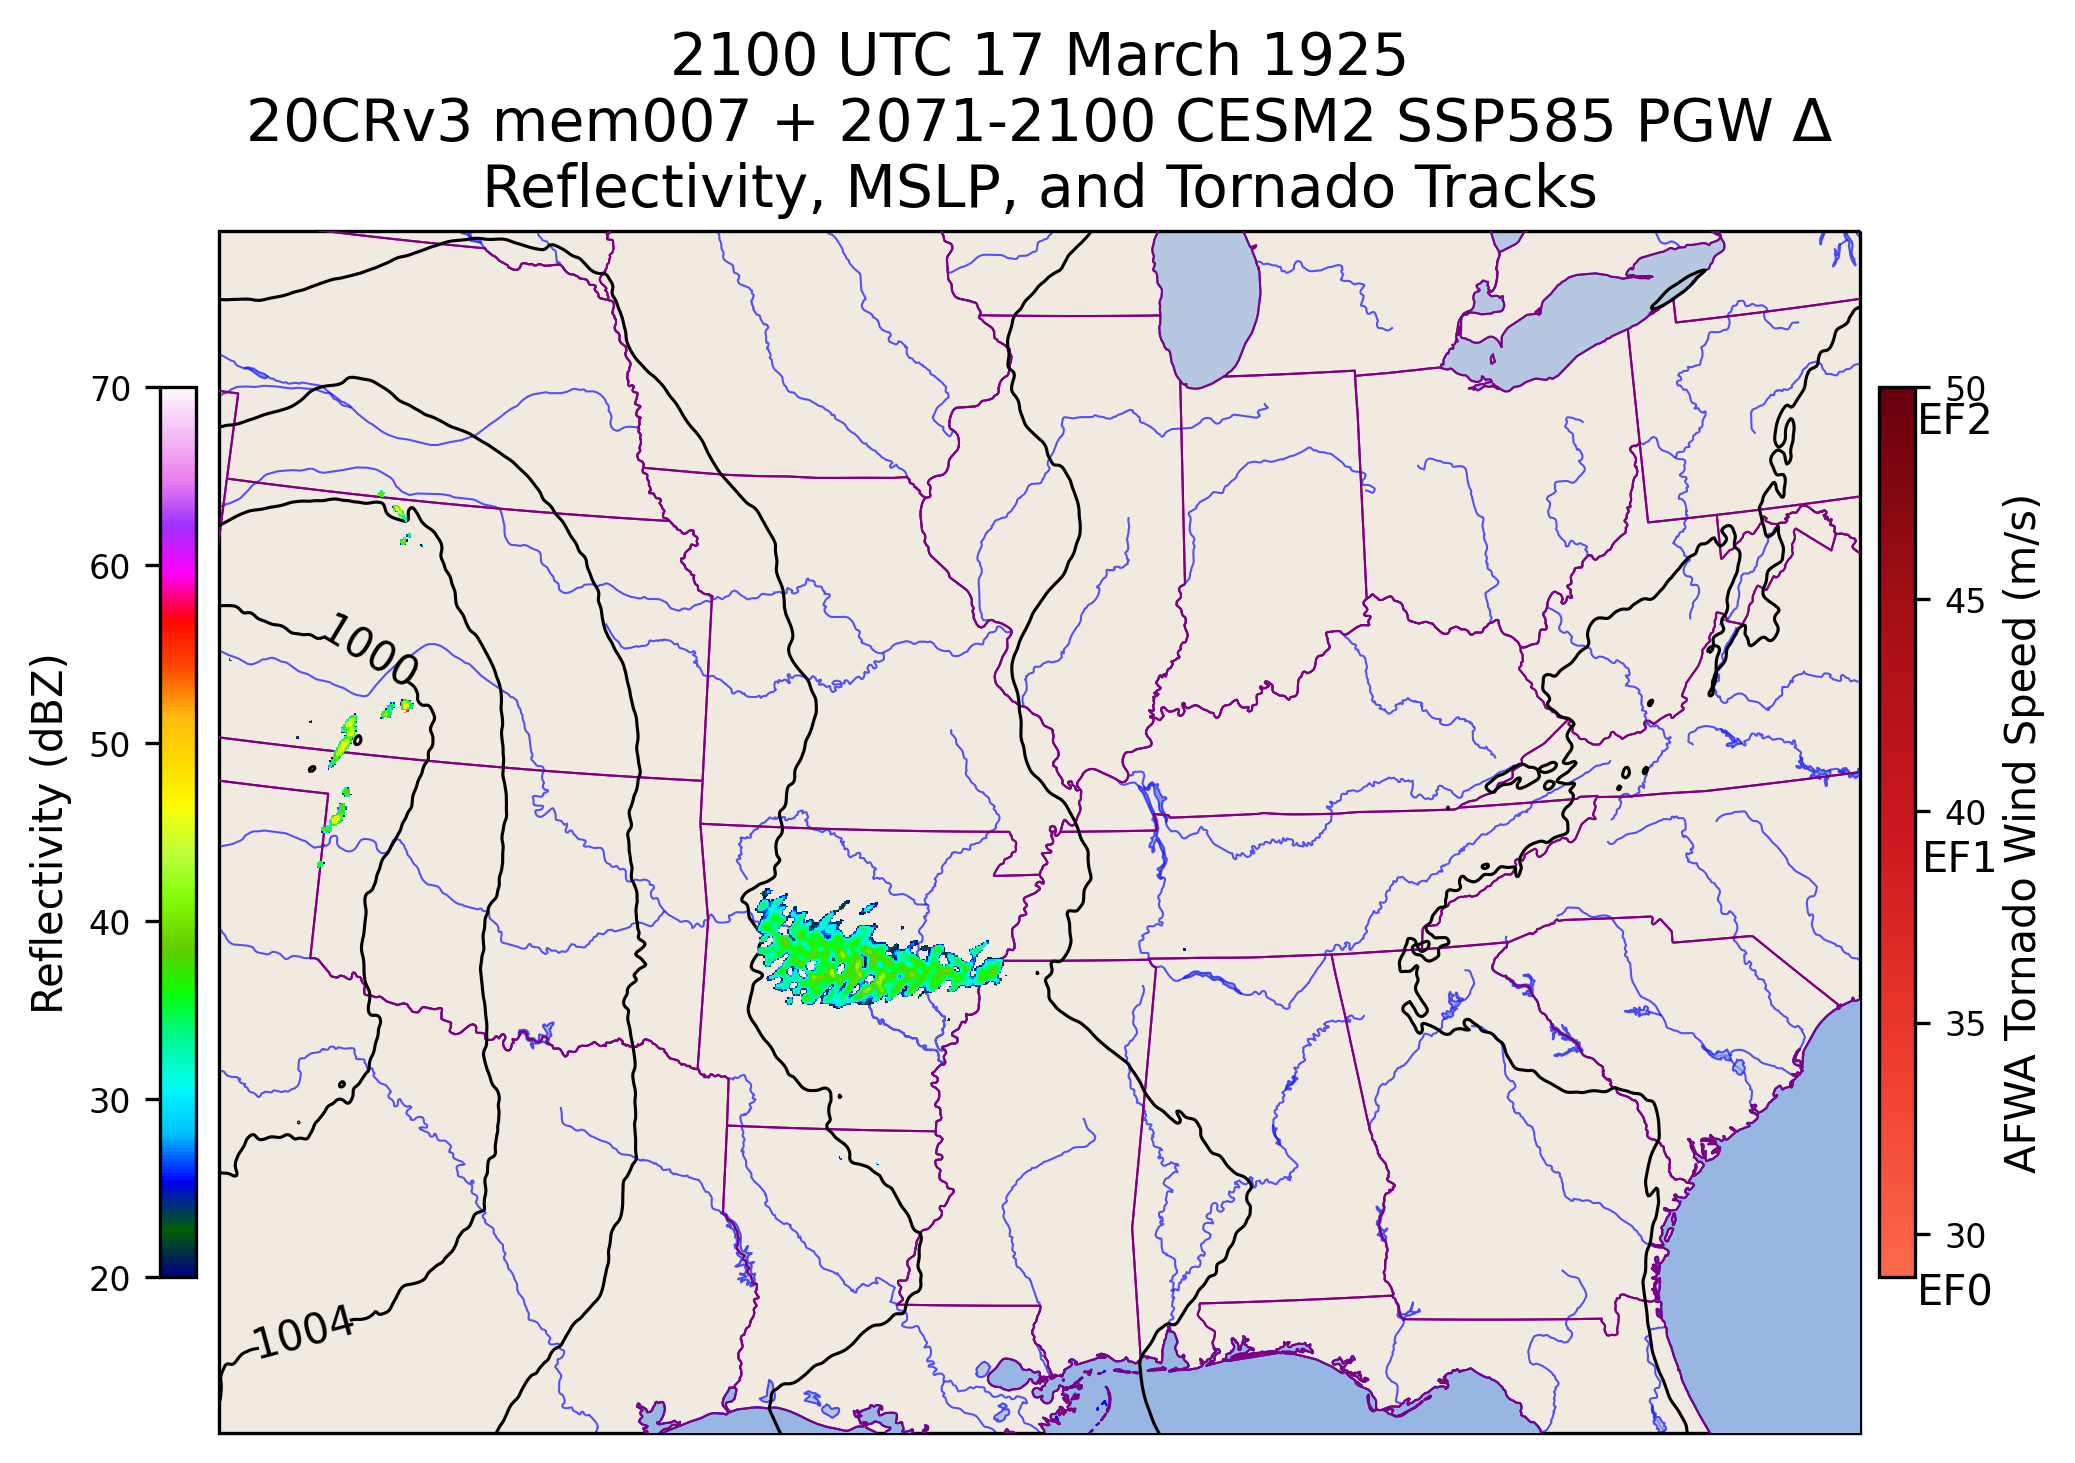 2100 UTC 17 March 1925
20CRv3 mem007 + 2071-2100 CESM2 SSP585 PGW Δ
Reflectivity, MSLP, and Tornado Tracks
70
60
50
40
30
20
Reflectivity (dBZ)
1000
1004
50
EF2
45
40
EF1
35
30
EF0
AFWA Tornado Wind Speed (m/s)